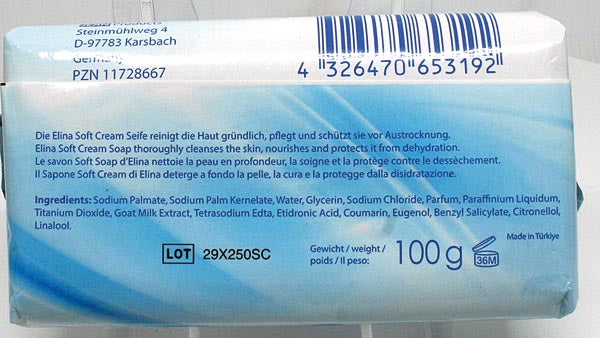 Products
Steinmühlweg 4
D-97783 Karsbach
Germany
PZN 11728667
4 326470 653192
Die Elina Soft Cream Seife reinigt die Haut gründlich, pflegt und schützt sie vor Austrocknung.
Elina Soft Cream Soap thoroughly cleanses the skin, nourishes and protects it from dehydration.
Le savon Soft Soap d'Elina nettoie la peau en profondeur, la soigne et la protège contre le dessèchement.
Il Sapone Soft Cream di Elina deterge a fondo la pelle, la cura e la protegge dalla disidratazione.
Ingredients: Sodium Palmate, Sodium Palm Kernelate, Water, Glycerin, Sodium Chloride, Parfum, Paraffinium Liquidum,
Titanium Dioxide, Goat Milk Extract, Tetrasodium Edta, Etidronic Acid, Coumarin, Eugenol, Benzyl Salicylate, Citronellol,
Linalool.
Made in Türkiye
LOT 29X250SC
Gewicht / weight /
poids / Il peso:
100 g
36M